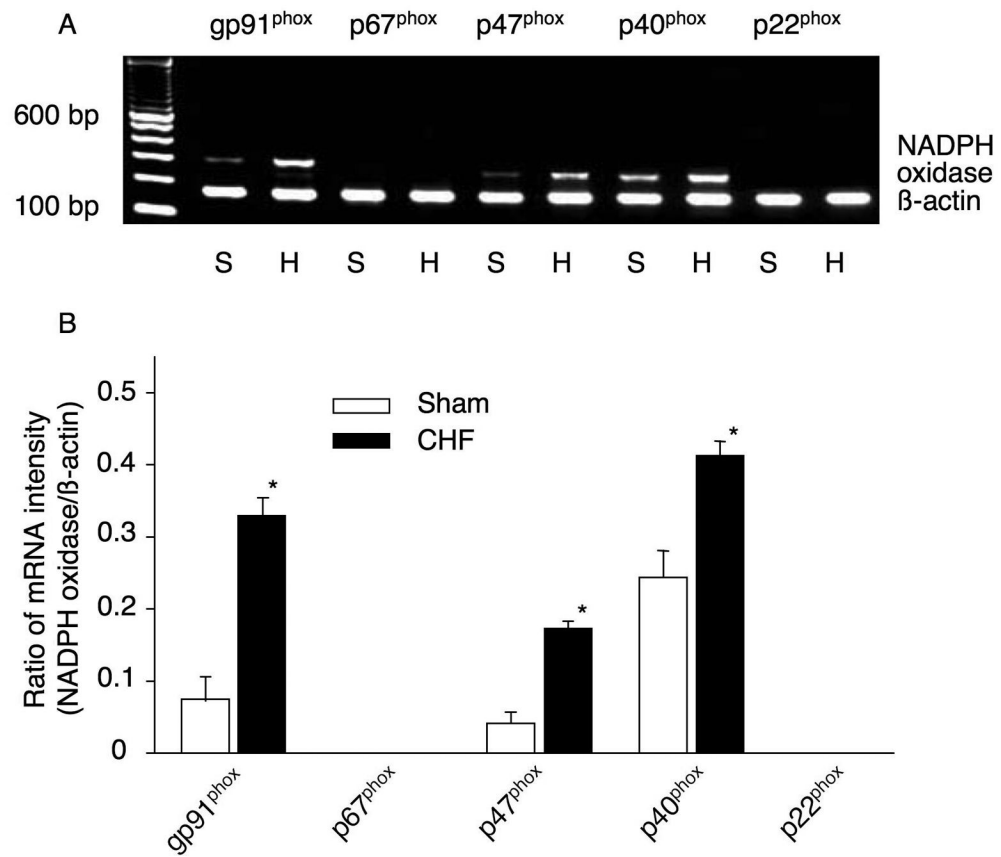 A
gp91phox p67phox p47phox p40phox p22phox
600 bp
100 bp
NADPH
oxidase
ß-actin
S H S H S H S H S H
B
Ratio of mRNA intensity
(NADPH oxidase/ß-actin)
0.5
0.4
0.3
0.2
0.1
0
Sham
CHF
*
*
*
gp91phox p67phox p47phox p40phox p22phox